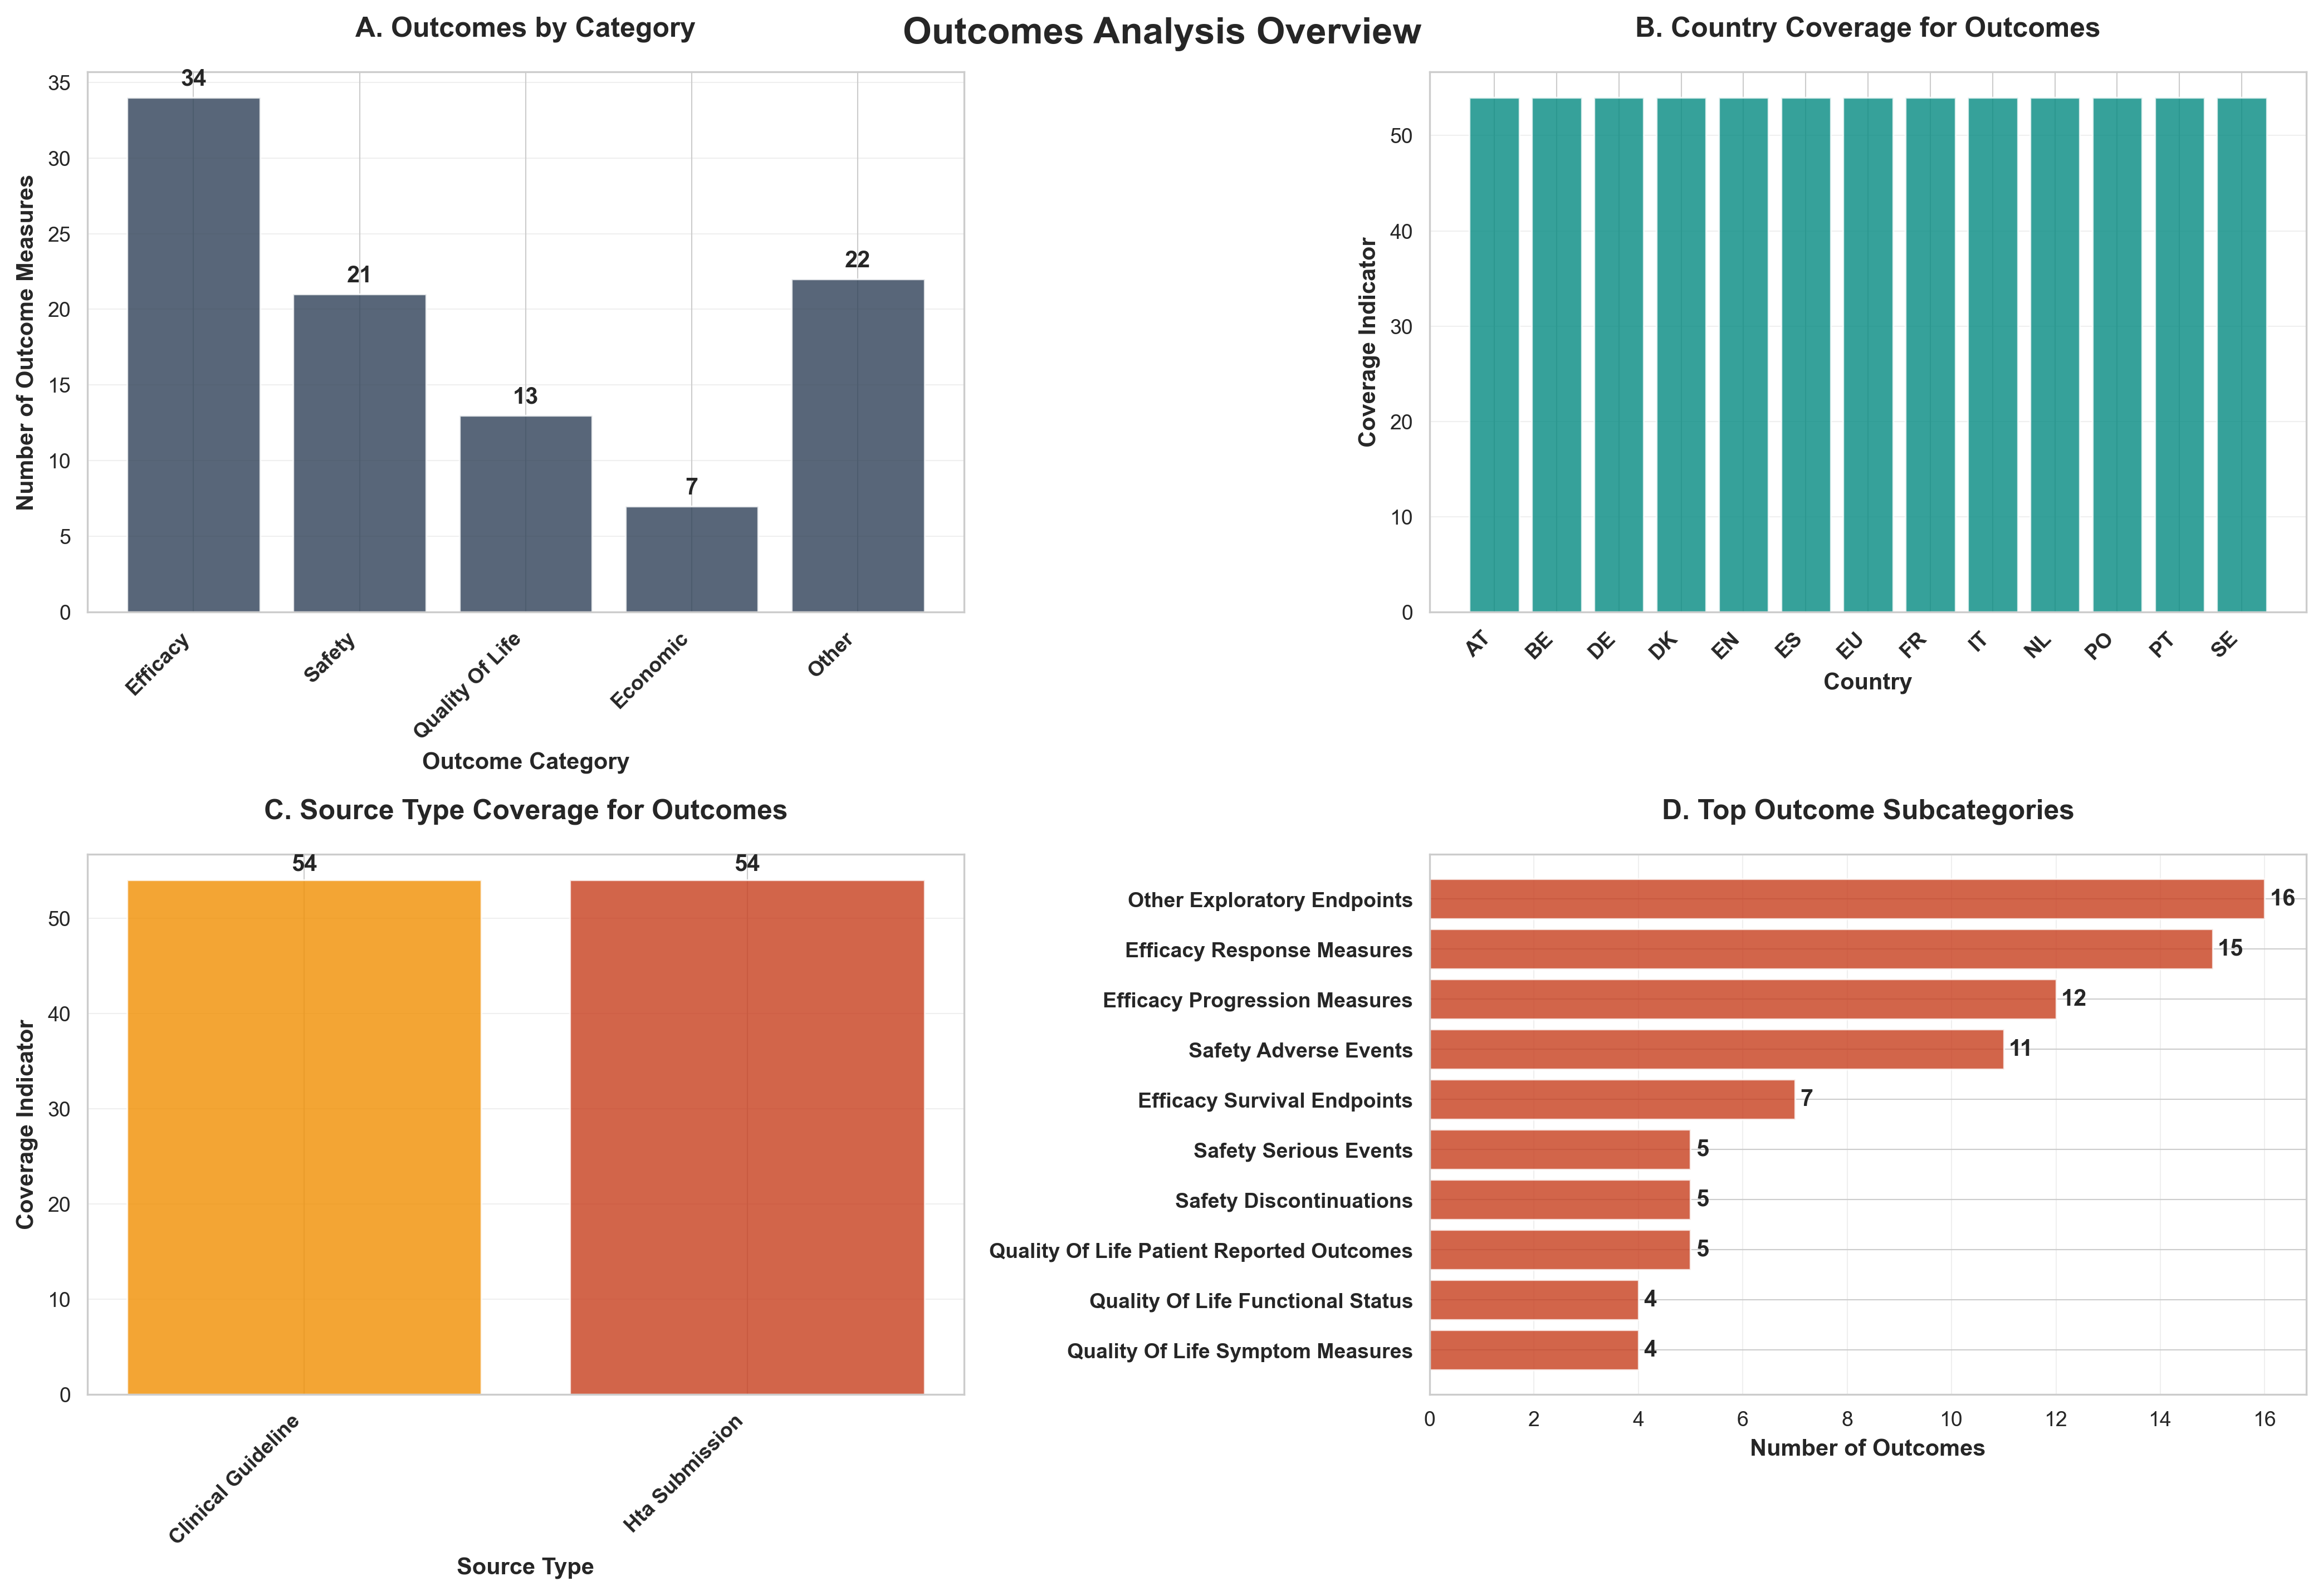 Outcomes Analysis Overview
A. Outcomes by Category
Number of Outcome Measures
35
30
25
20
15
10
5
0
34
21
13
7
22
Efficacy
Safety
Quality Of Life
Economic
Other
Outcome Category
B. Country Coverage for Outcomes
Coverage Indicator
50
40
30
20
10
0
AT
BE
DE
DK
EN
ES
EU
FR
IT
NL
PO
PT
SE
Country
C. Source Type Coverage for Outcomes
Coverage Indicator
50
40
30
20
10
0
54
54
Clinical Guideline
Hta Submission
Source Type
D. Top Outcome Subcategories
Other Exploratory Endpoints 16
Efficacy Response Measures 15
Efficacy Progression Measures 12
Safety Adverse Events 11
Efficacy Survival Endpoints 7
Safety Serious Events 5
Safety Discontinuations 5
Quality Of Life Patient Reported Outcomes 5
Quality Of Life Functional Status 4
Quality Of Life Symptom Measures 4
0 2 4 6 8 10 12 14 16
Number of Outcomes